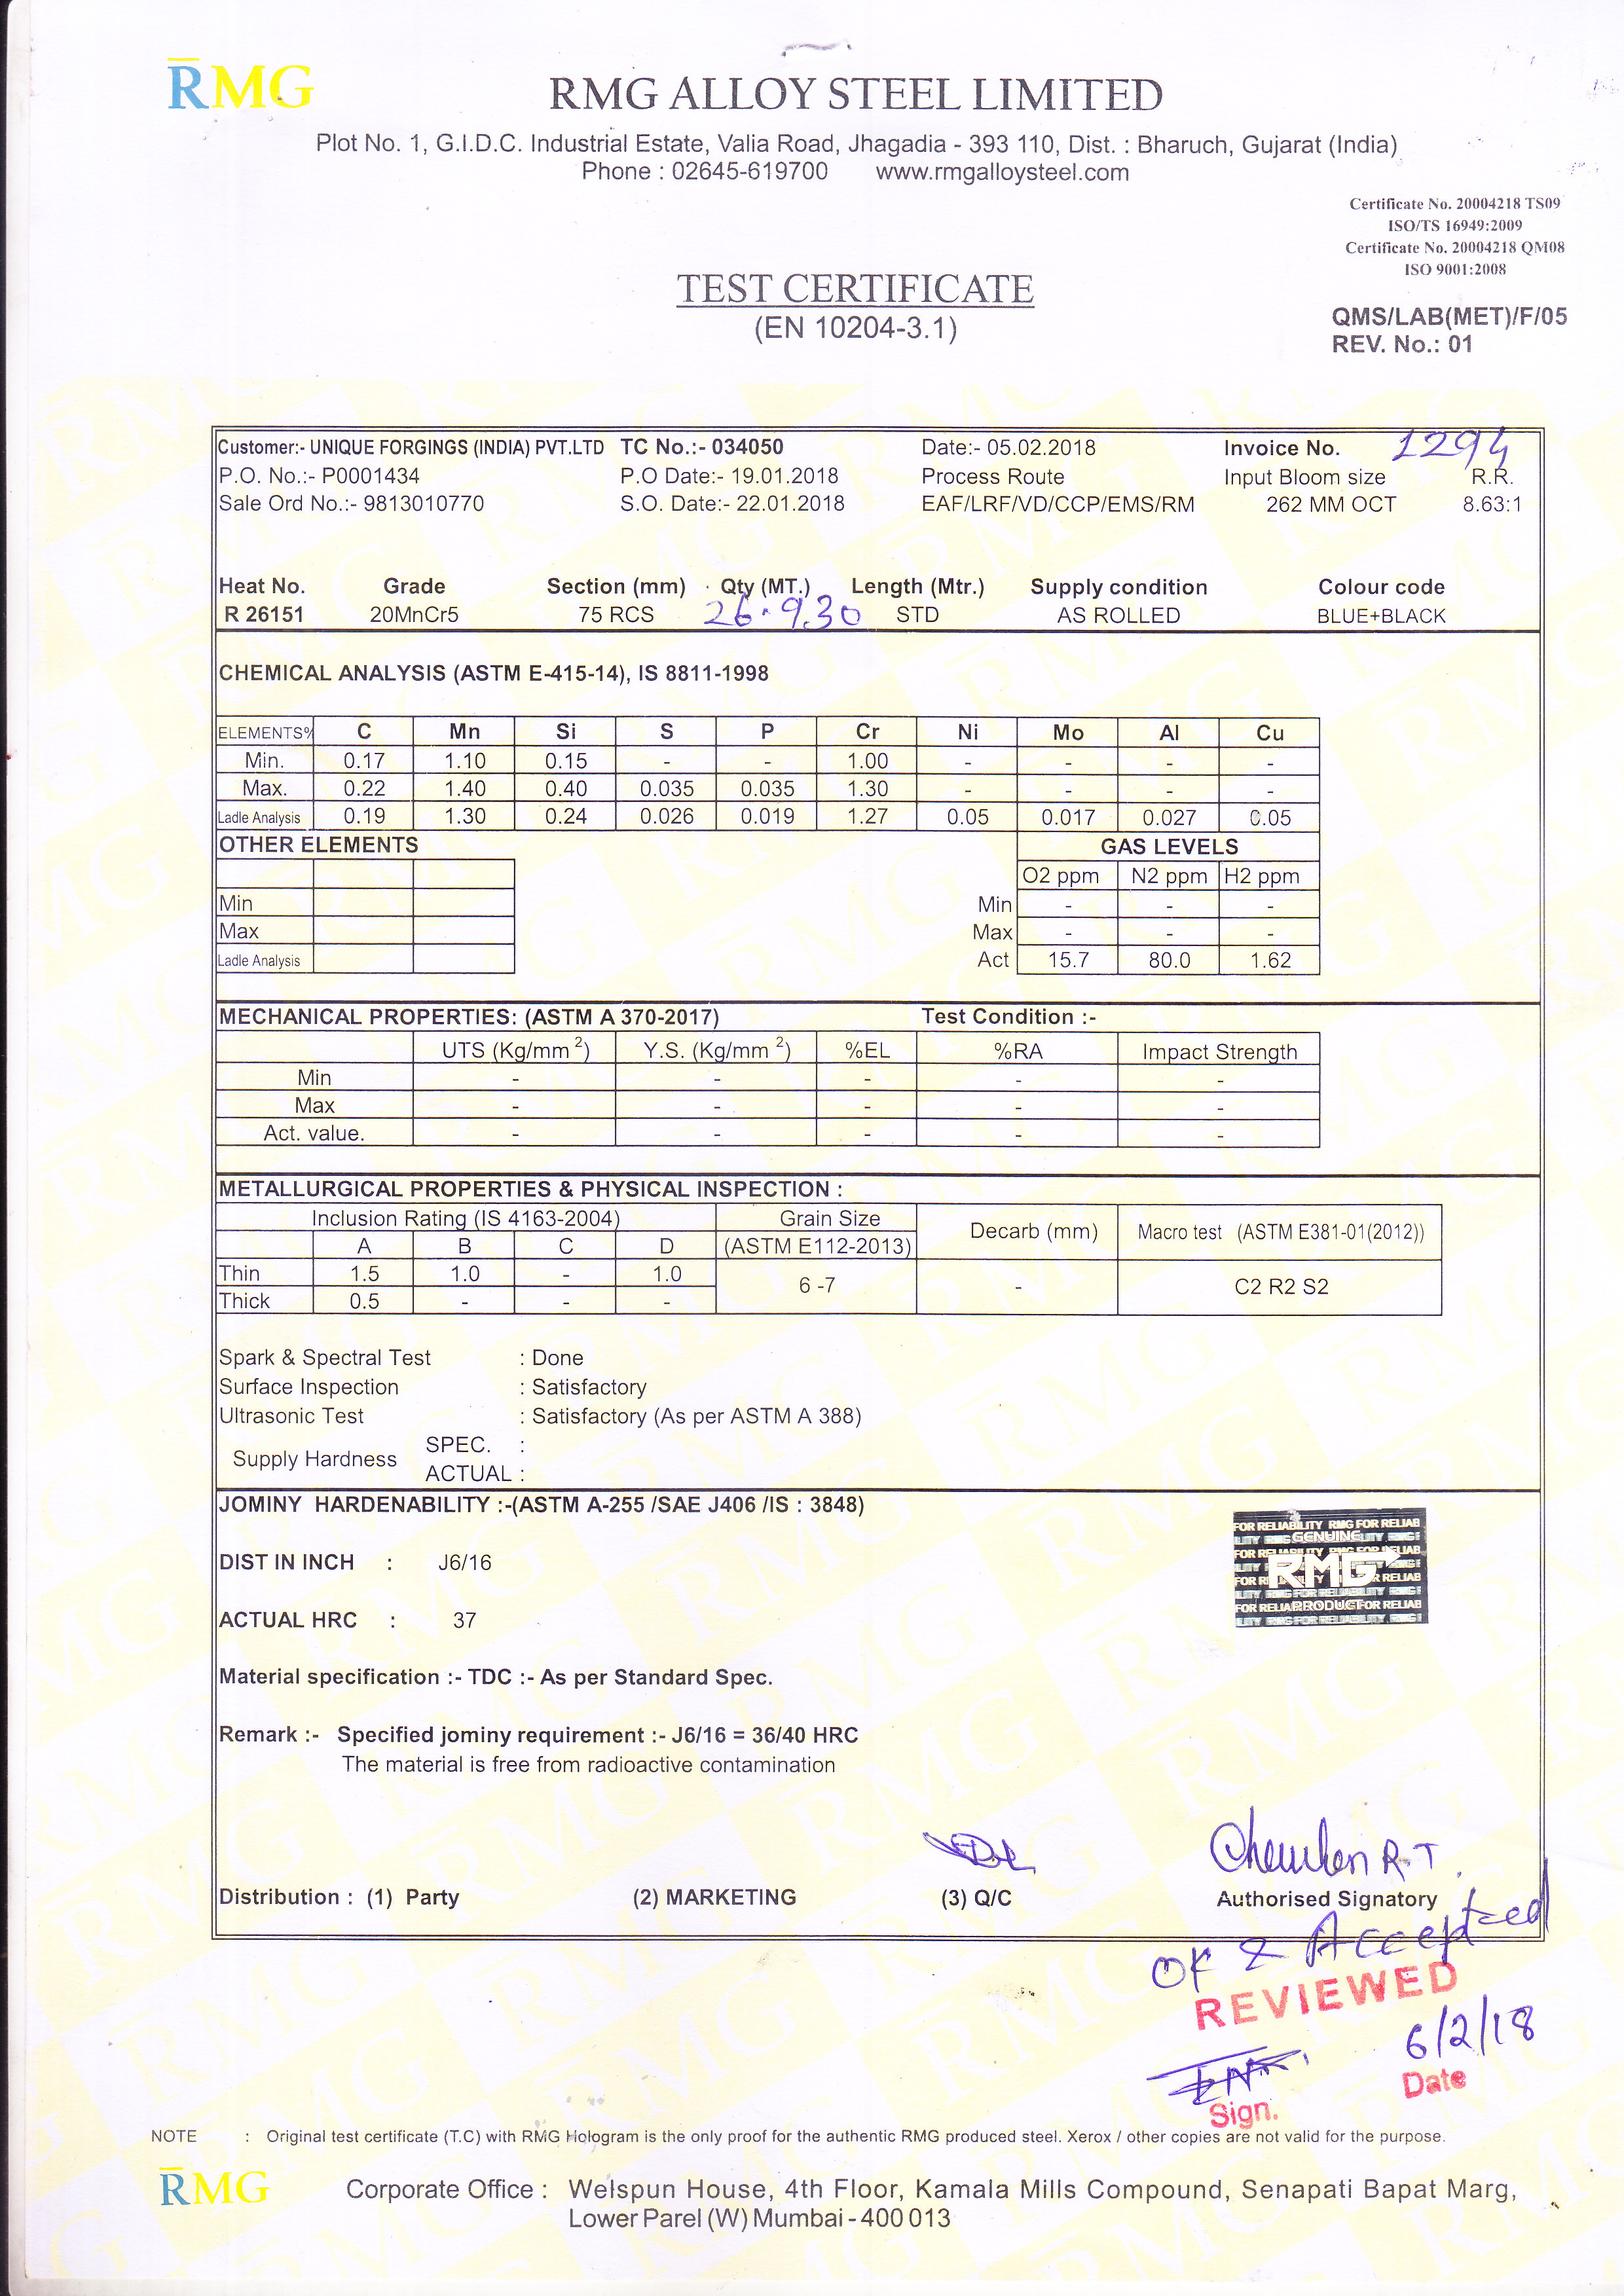 RMG
RMG ALLOY STEEL LIMITED
Plot No. 1, G.I.D.C. Industrial Estate, Valia Road, Jhagadia - 393 110, Dist. : Bharuch, Gujarat (India)
Phone : 02645-619700 www.rmgalloysteel.com
Certificate No. 20004218 TS09
ISO/TS 16949:2009
Certificate No. 20004218 QM08
ISO 9001:2008
TEST CERTIFICATE
(EN 10204-3.1)
QMS/LAB(MET)/F/05
REV. No.: 01
Customer:- UNIQUE FORGINGS (INDIA) PVT.LTD TC No.:- 034050 Date:- 05.02.2018 Invoice No. 1294
P.O. No.:- P0001434 P.O Date:- 19.01.2018 Process Route Input Bloom size R.R.
Sale Ord No.:- 9813010770 S.O. Date:- 22.01.2018 EAF/LRF/VD/CCP/EMS/RM 262 MM OCT 8.63:1
Heat No. Grade Section (mm) Qty (MT.) Length (Mtr.) Supply condition Colour code
R 26151 20MnCr5 75 RCS 26.930 STD AS ROLLED BLUE+BLACK
CHEMICAL ANALYSIS (ASTM E-415-14), IS 8811-1998
ELEMENTS% C Mn Si S P Cr Ni Mo Al Cu
Min. 0.17 1.10 0.15 - - 1.00 - - - -
Max. 0.22 1.40 0.40 0.035 0.035 1.30 - - - -
Ladle Analysis 0.19 1.30 0.24 0.026 0.019 1.27 0.05 0.017 0.027 0.05
OTHER ELEMENTS GAS LEVELS
O2 ppm N2 ppm H2 ppm
Min Min - - -
Max Max - - -
Ladle Analysis Act 15.7 80.0 1.62
MECHANICAL PROPERTIES: (ASTM A 370-2017) Test Condition :-
UTS (Kg/mm 2) Y.S. (Kg/mm 2) %EL %RA Impact Strength
Min - - - - -
Max - - - - -
Act. value. - - - - -
METALLURGICAL PROPERTIES & PHYSICAL INSPECTION :
Inclusion Rating (IS 4163-2004) Grain Size Decarb (mm) Macro test (ASTM E381-01(2012))
A B C D (ASTM E112-2013)
Thin 1.5 1.0 - 1.0 6 -7 - C2 R2 S2
Thick 0.5 - - -
Spark & Spectral Test : Done
Surface Inspection : Satisfactory
Ultrasonic Test : Satisfactory (As per ASTM A 388)
Supply Hardness SPEC. :
ACTUAL :
JOMINY HARDENABILITY :-(ASTM A-255 /SAE J406 /IS : 3848)
GENUINE
RMG
PRODUCT
DIST IN INCH : J6/16
ACTUAL HRC : 37
Material specification :- TDC :- As per Standard Spec.
Remark :- Specified jominy requirement :- J6/16 = 36/40 HRC
The material is free from radioactive contamination
R.T.
Distribution : (1) Party (2) MARKETING (3) Q/C Authorised Signatory
OK & Accepted
REVIEWED
6/2/18
Date
Sign.
NOTE : Original test certificate (T.C) with RMG Hologram is the only proof for the authentic RMG produced steel. Xerox / other copies are not valid for the purpose.
RMG
Corporate Office : Welspun House, 4th Floor, Kamala Mills Compound, Senapati Bapat Marg,
Lower Parel (W) Mumbai - 400 013